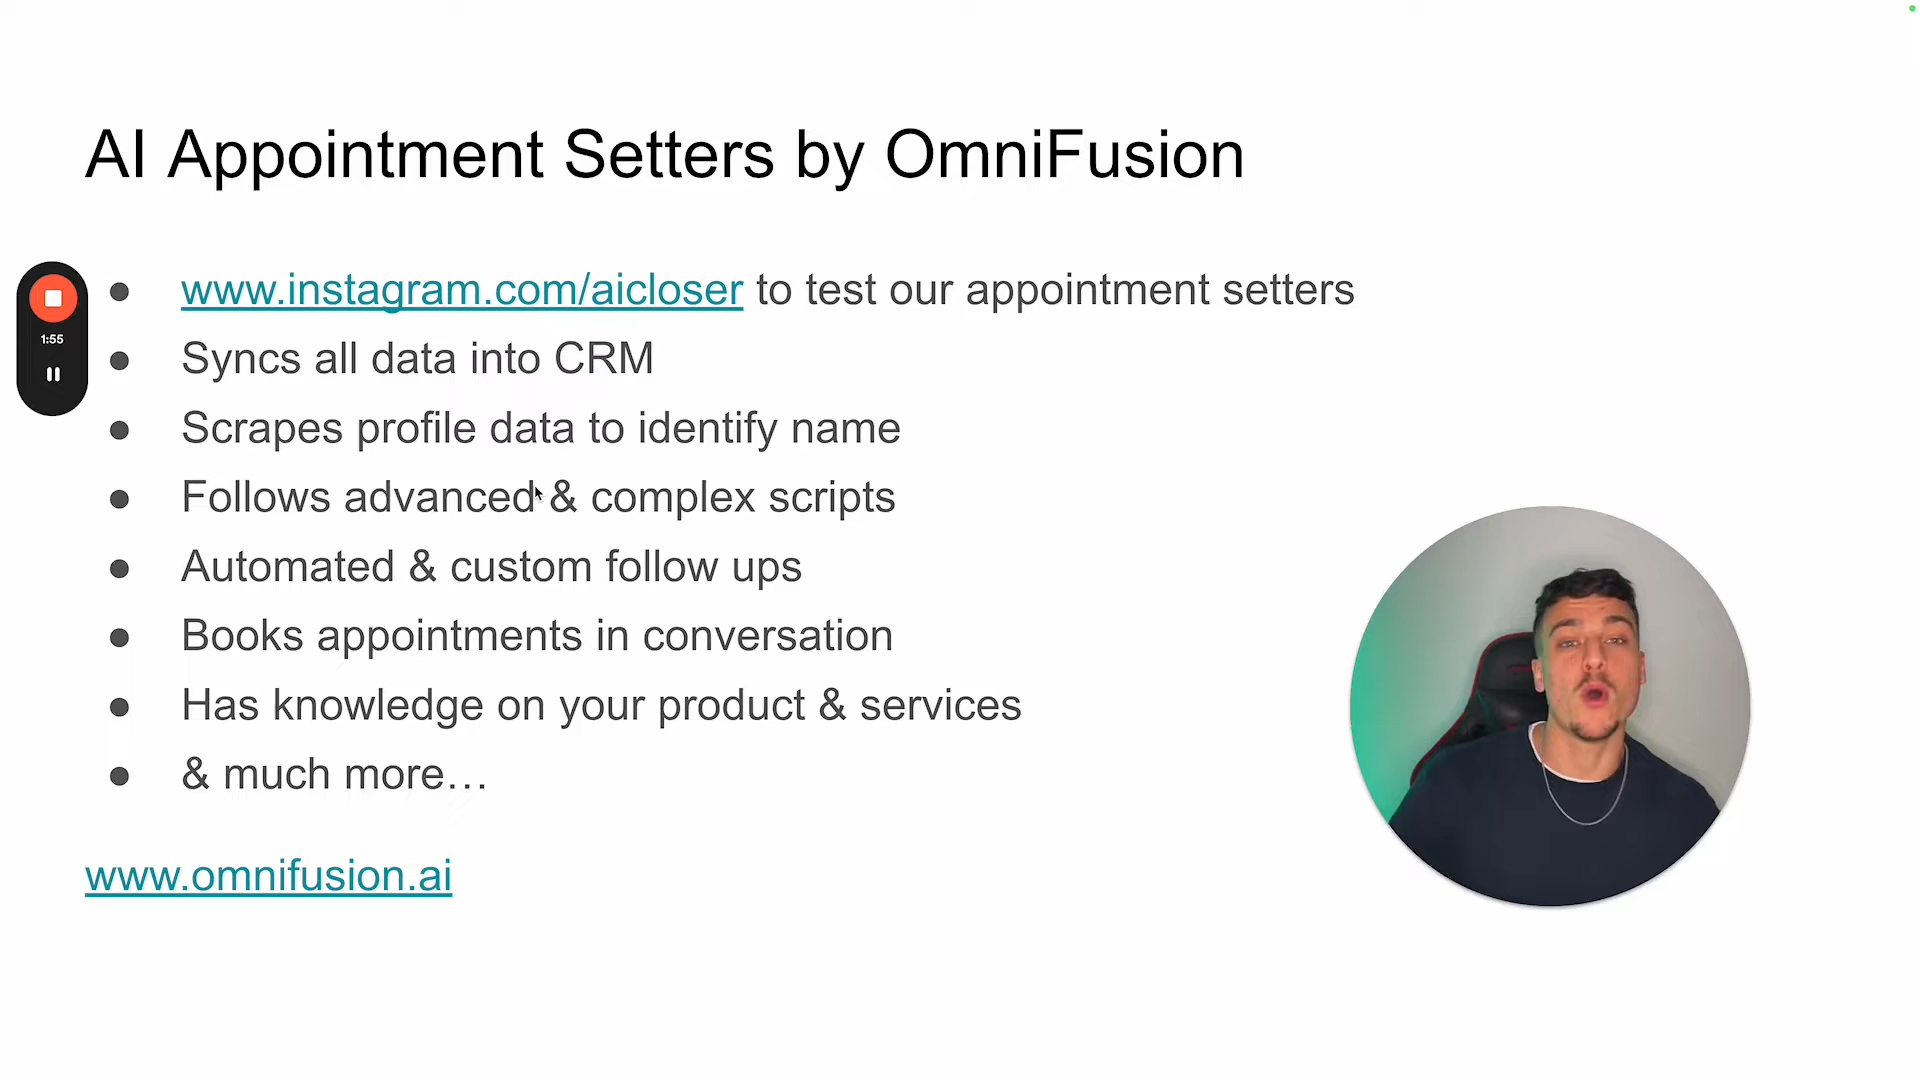 AI Appointment Setters by OmniFusion
● www.instagram.com/aicloser to test our appointment setters
1:55
● Syncs all data into CRM
● Scrapes profile data to identify name
● Follows advanced & complex scripts
● Automated & custom follow ups
● Books appointments in conversation
● Has knowledge on your product & services
● & much more…
www.omnifusion.ai